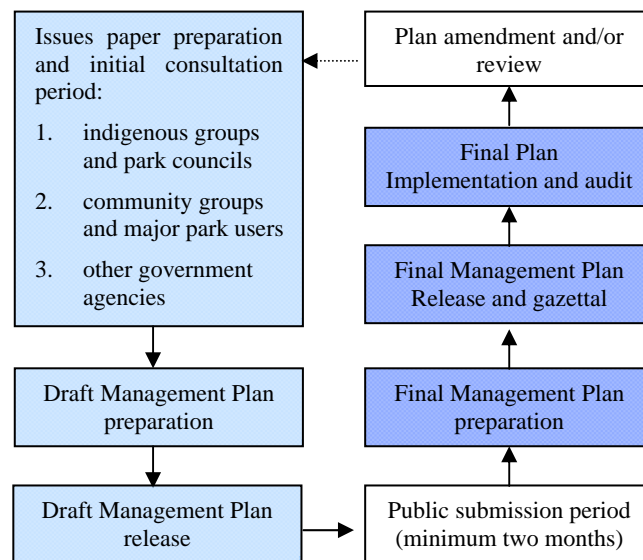 Issues paper preparation
and initial consultation
period:
1. indigenous groups
and park councils
2. community groups
and major park users
3. other government
agencies
Draft Management Plan
preparation
Draft Management Plan
release
Public submission period
(minimum two months)
Final Management Plan
preparation
Final Management Plan
Release and gazettal
Final Plan
Implementation and audit
Plan amendment and/or
review